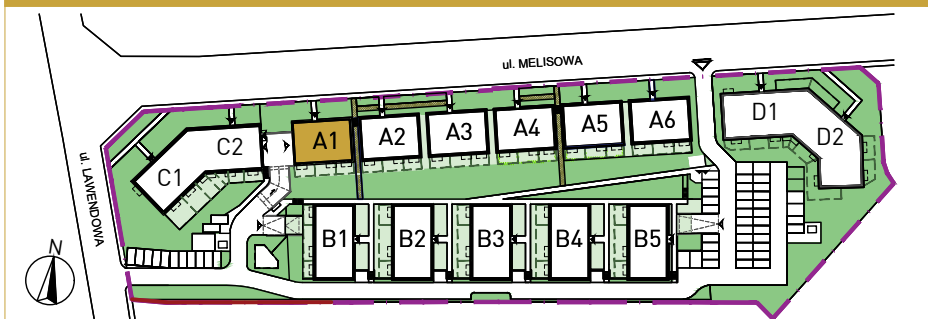 ul. MELISOWA
ul. LAWENDOWA
C1
C2
A1
A2
A3
A4
A5
A6
D1
D2
B1
B2
B3
B4
B5
N